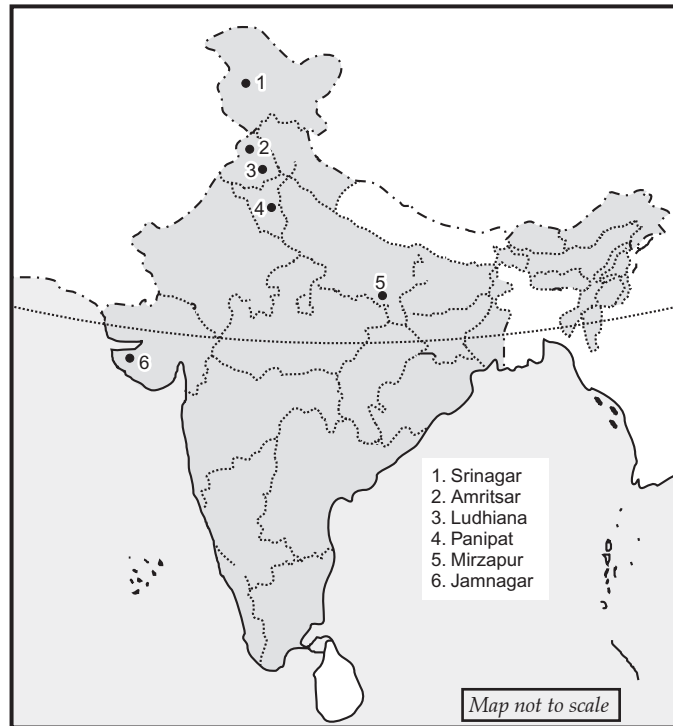 1
2
3
4
5
6
1. Srinagar
2. Amritsar
3. Ludhiana
4. Panipat
5. Mirzapur
6. Jamnagar
Map not to scale